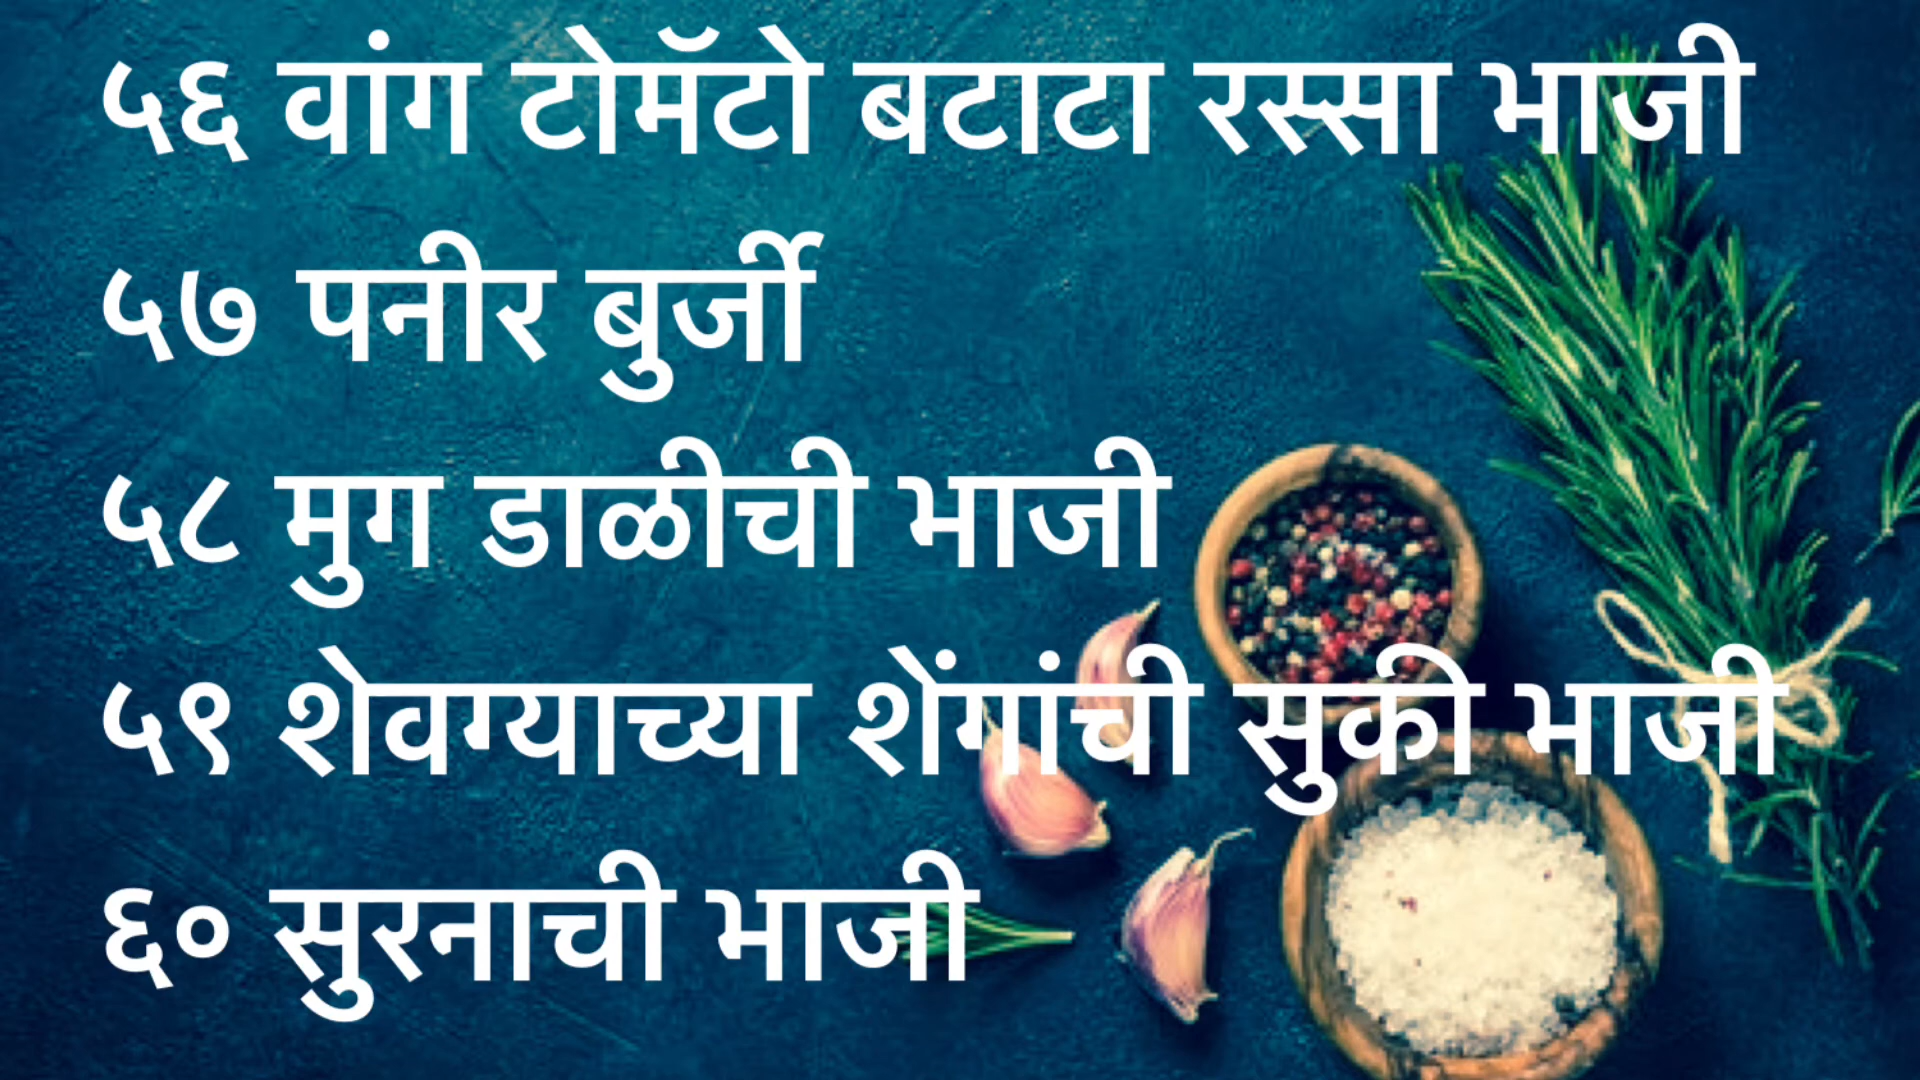 ५६ वांग टोमॅटो बटाटा रस्सा भाजी
५७ पनीर बुर्जी
५८ मुग डाळीची भाजी
५९ शेवग्याच्या शेंगांची सुकी भाजी
६० सुरनाची भाजी